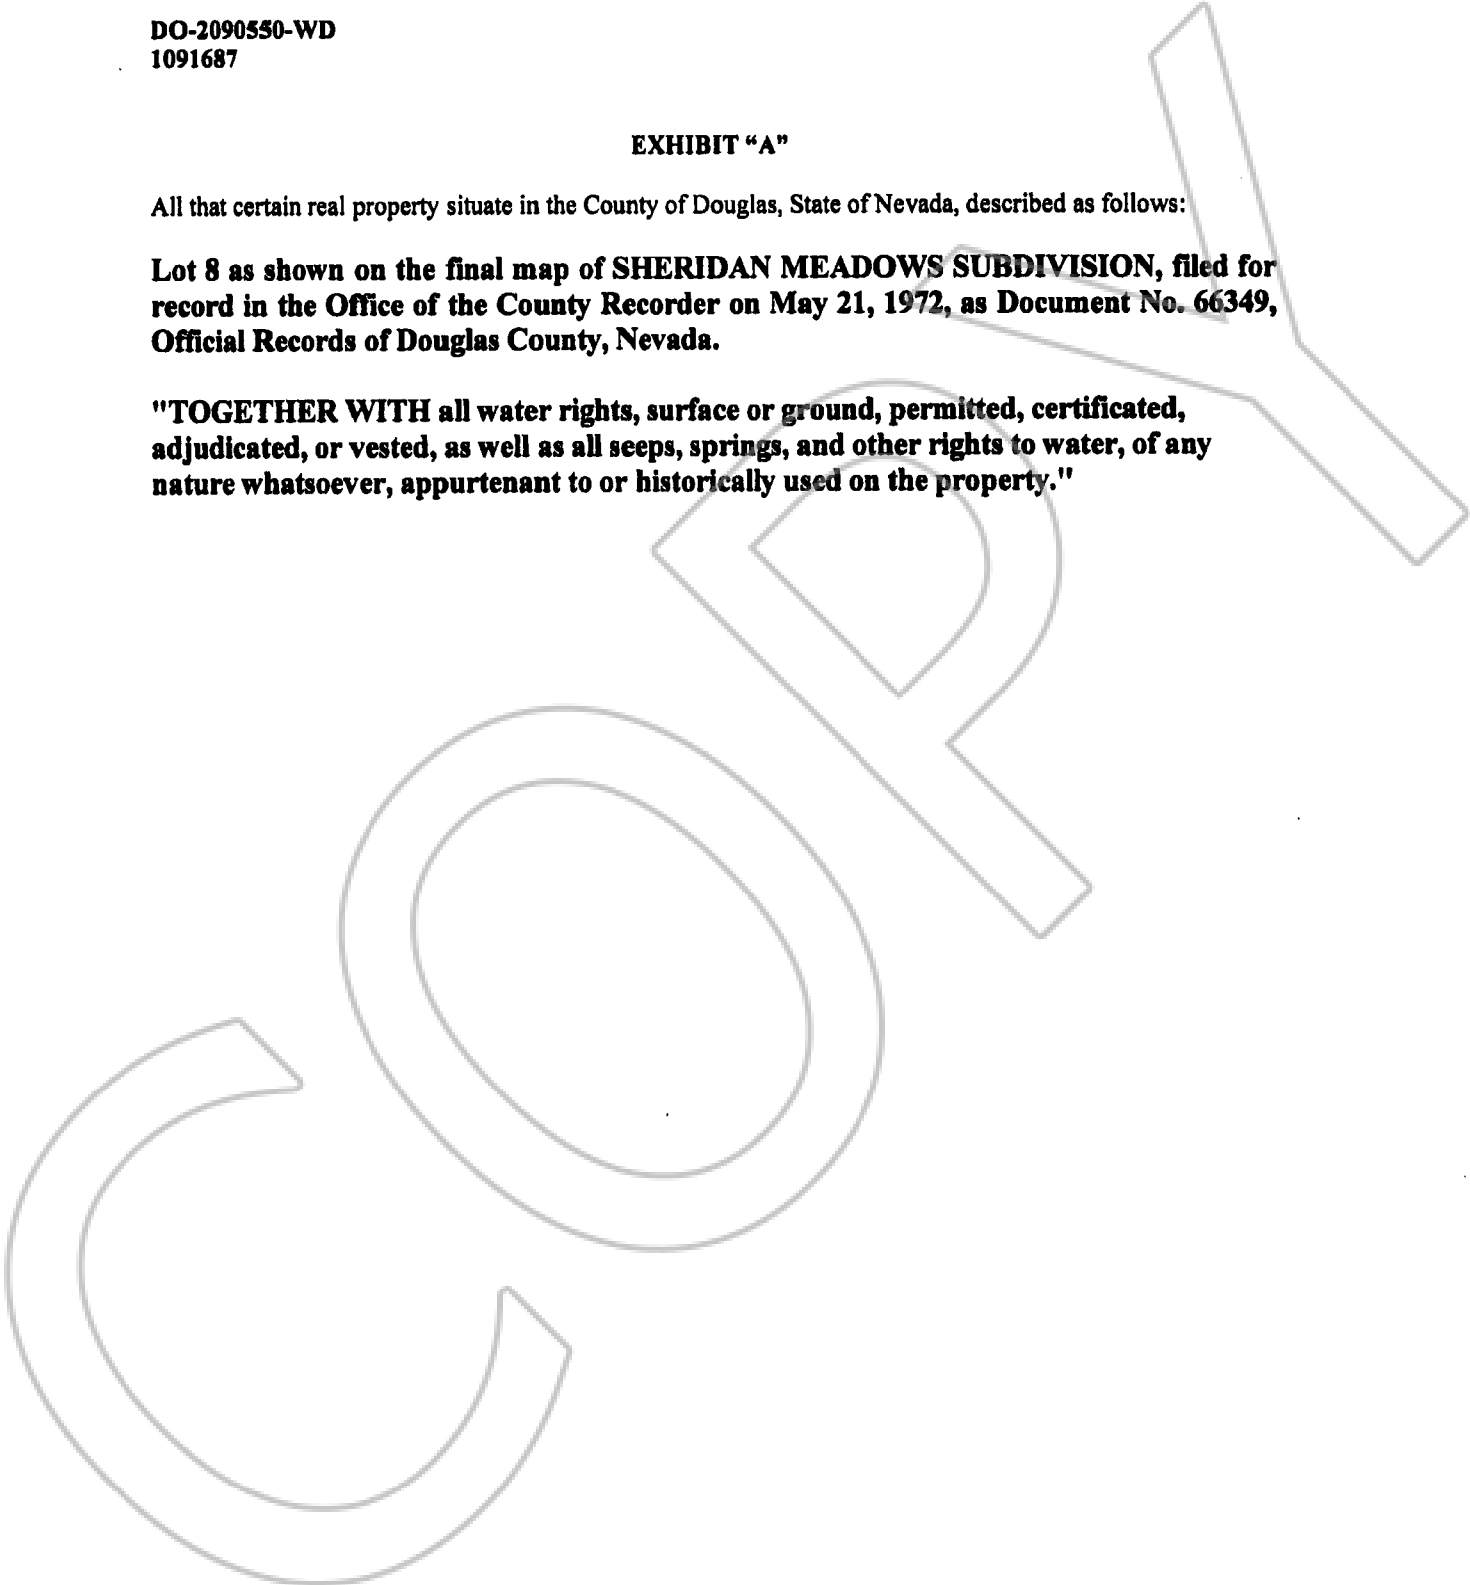 DO-2090550-WD
1091687
EXHIBIT “A”
All that certain real property situate in the County of Douglas, State of Nevada, described as follows:
Lot 8 as shown on the final map of SHERIDAN MEADOWS SUBDIVISION, filed for
record in the Office of the County Recorder on May 21, 1972, as Document No. 66349,
Official Records of Douglas County, Nevada.
"TOGETHER WITH all water rights, surface or ground, permitted, certificated,
adjudicated, or vested, as well as all seeps, springs, and other rights to water, of any
nature whatsoever, appurtenant to or historically used on the property."
COPY